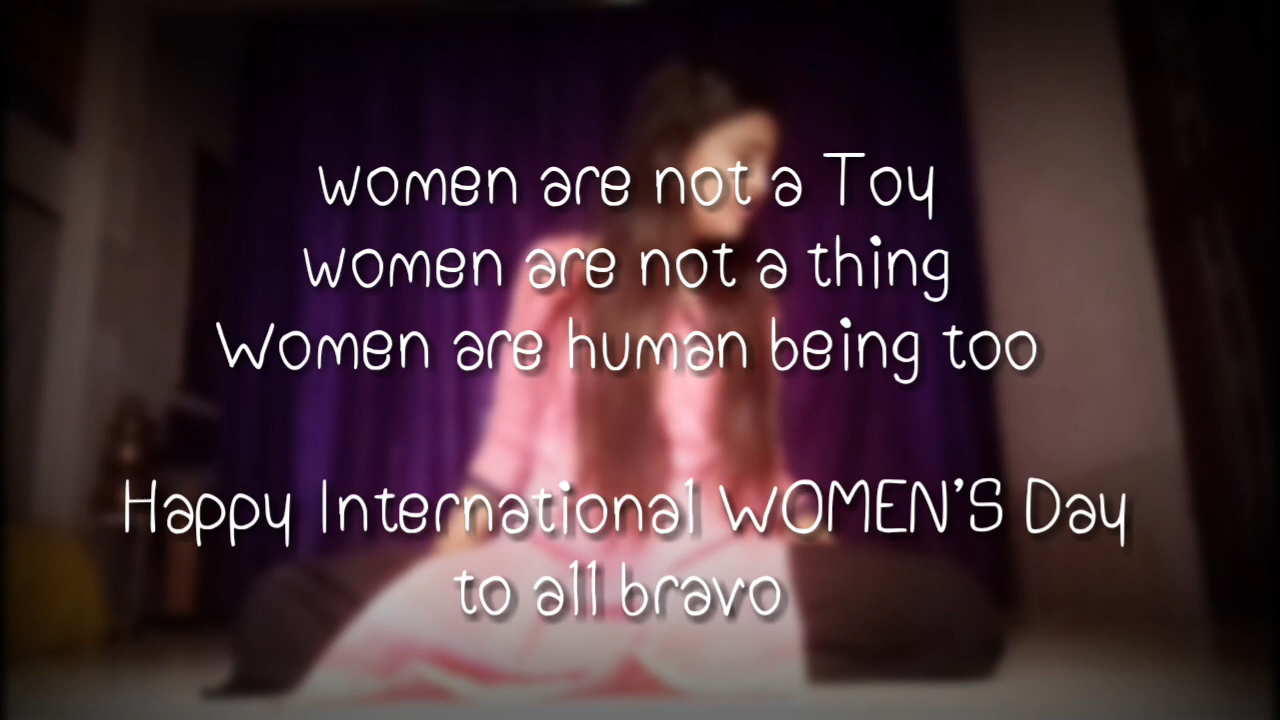 women are not a Toy
women are not a thing
Women are human being too
Happy International WOMEN'S Day
to all bravo